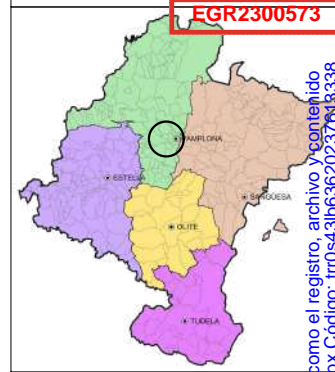 EGR2300573
PAMPLONA
ESTELLA
SANGÜESA
OLITE
TUDELA
como el registro, archivo y contenido